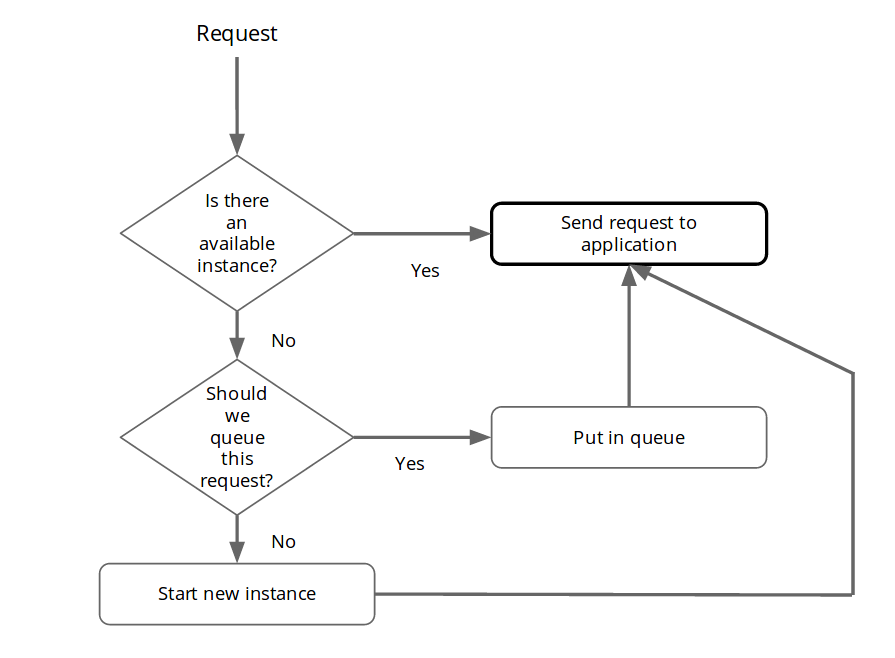 Request
Is there
an
available
instance?
Send request to
application
Yes
No
Should
we
queue
this
request?
Put in queue
Yes
No
Start new instance